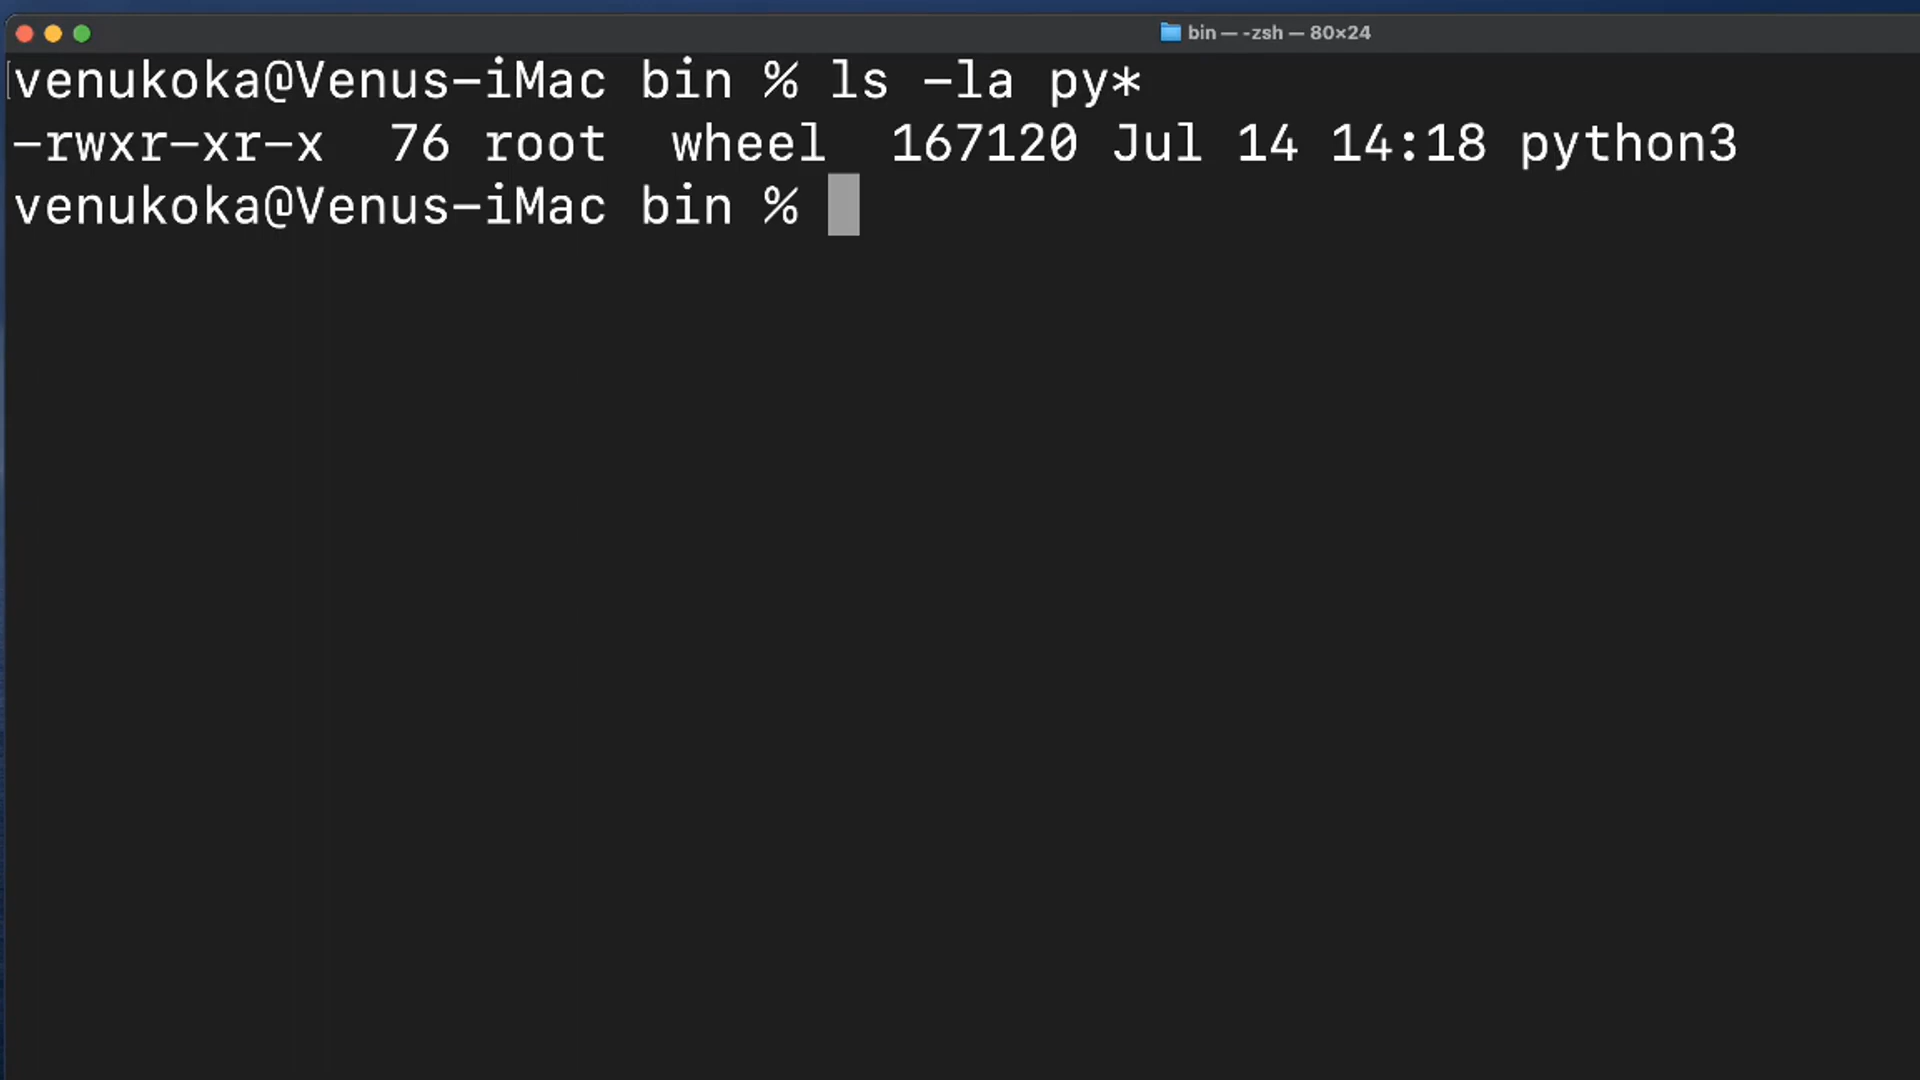 bin — -zsh — 80×24
venukoka@Venus-iMac bin % ls -la py*
-rwxr-xr-x  76 root  wheel  167120 Jul 14 14:18 python3
venukoka@Venus-iMac bin %